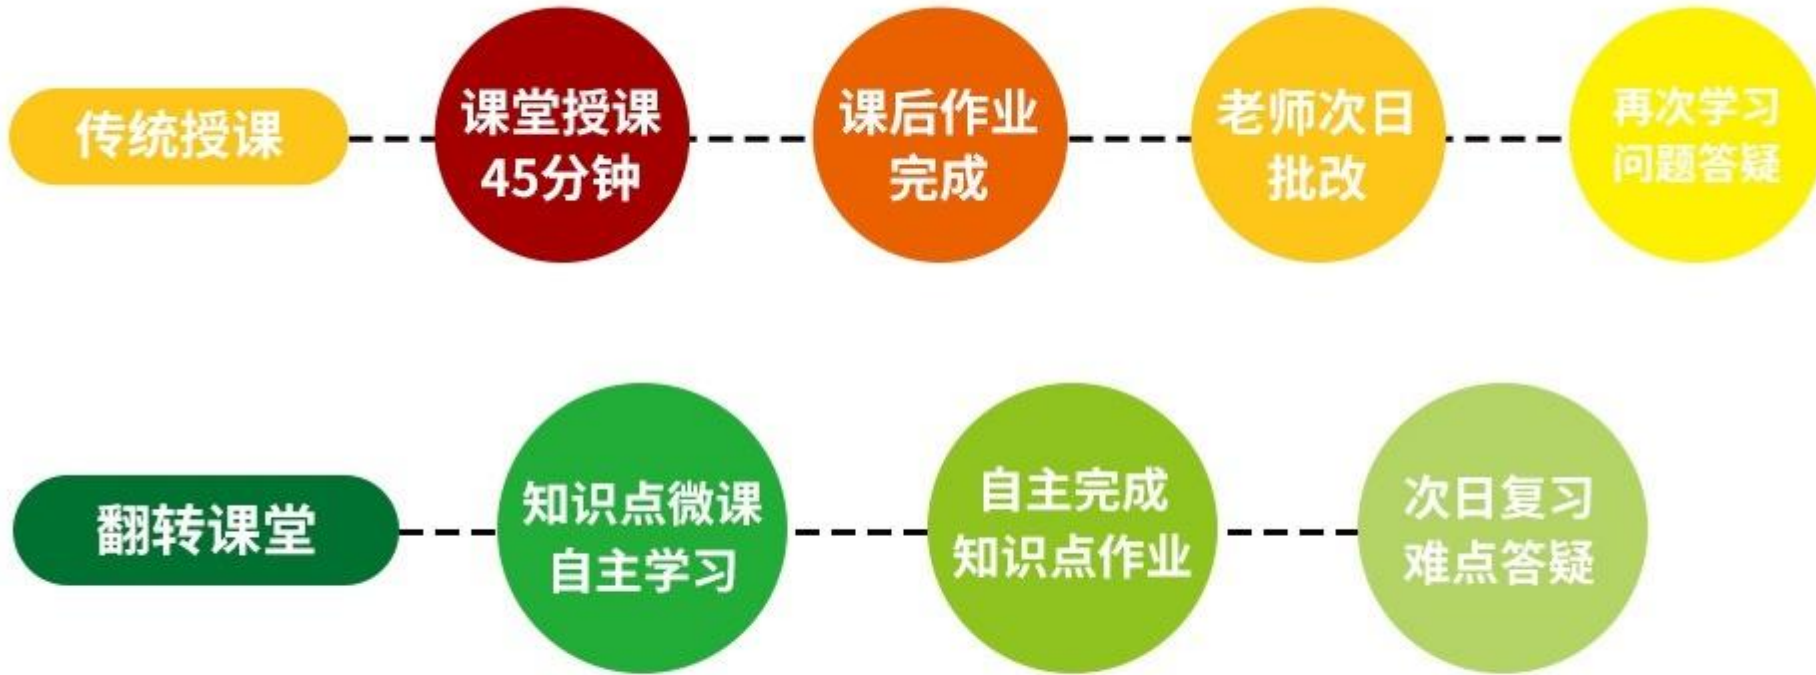 传统授课
课堂授课
45分钟
课后作业
完成
老师次日
批改
再次学习
问题答疑
翻转课堂
知识点微课
自主学习
自主完成
知识点作业
次日复习
难点答疑